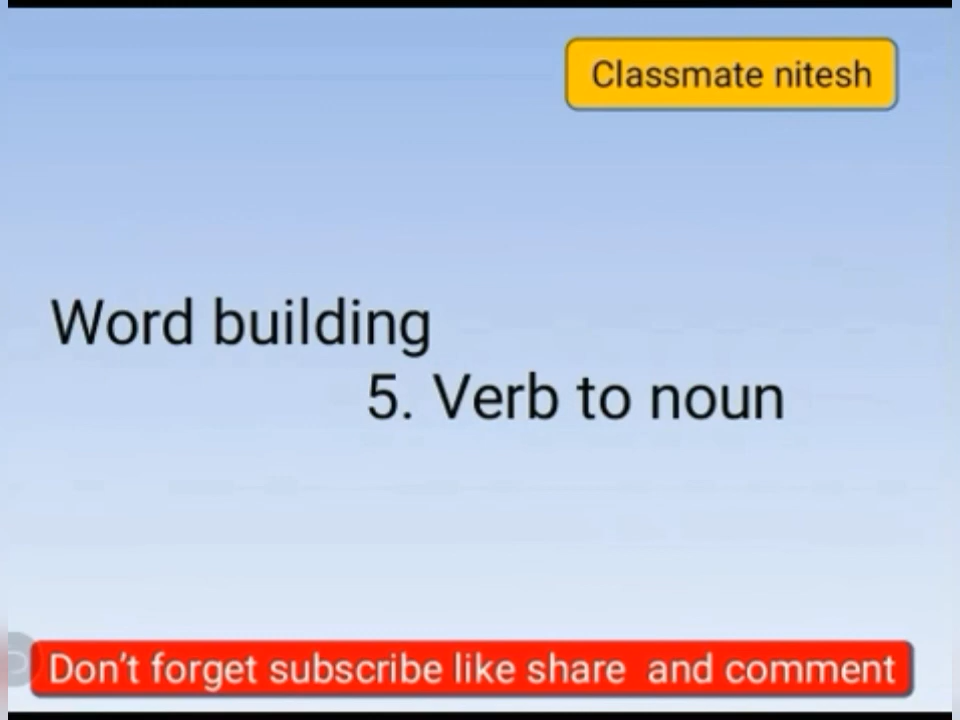 Classmate nitesh
Word building
5. Verb to noun
Don't forget subscribe like share and comment